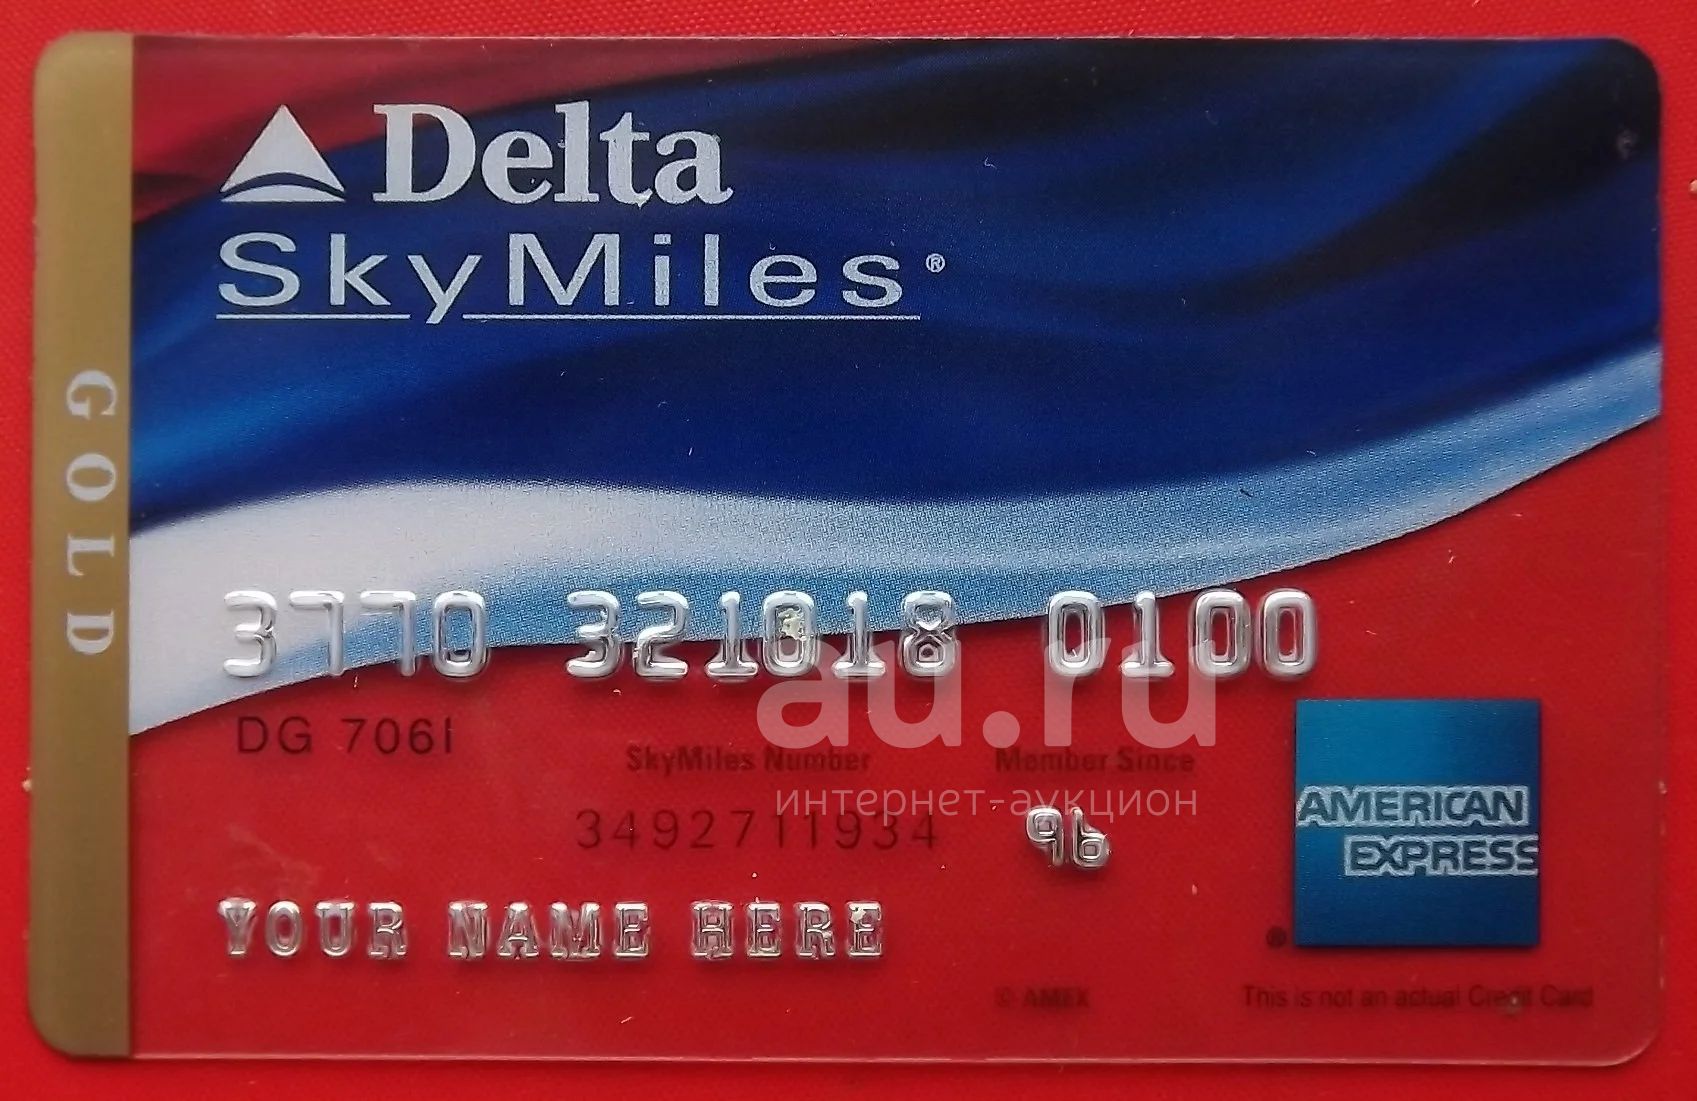 Delta
SkyMiles®
GOLD
3770 321018 0100
au.ru
DG 7061
SkyMiles Number
Member Since
интернет-аукцион
3492711934
96
AMERICAN
EXPRESS
®
YOUR NAME HERE
© AMEX
This is not an actual Credit Card